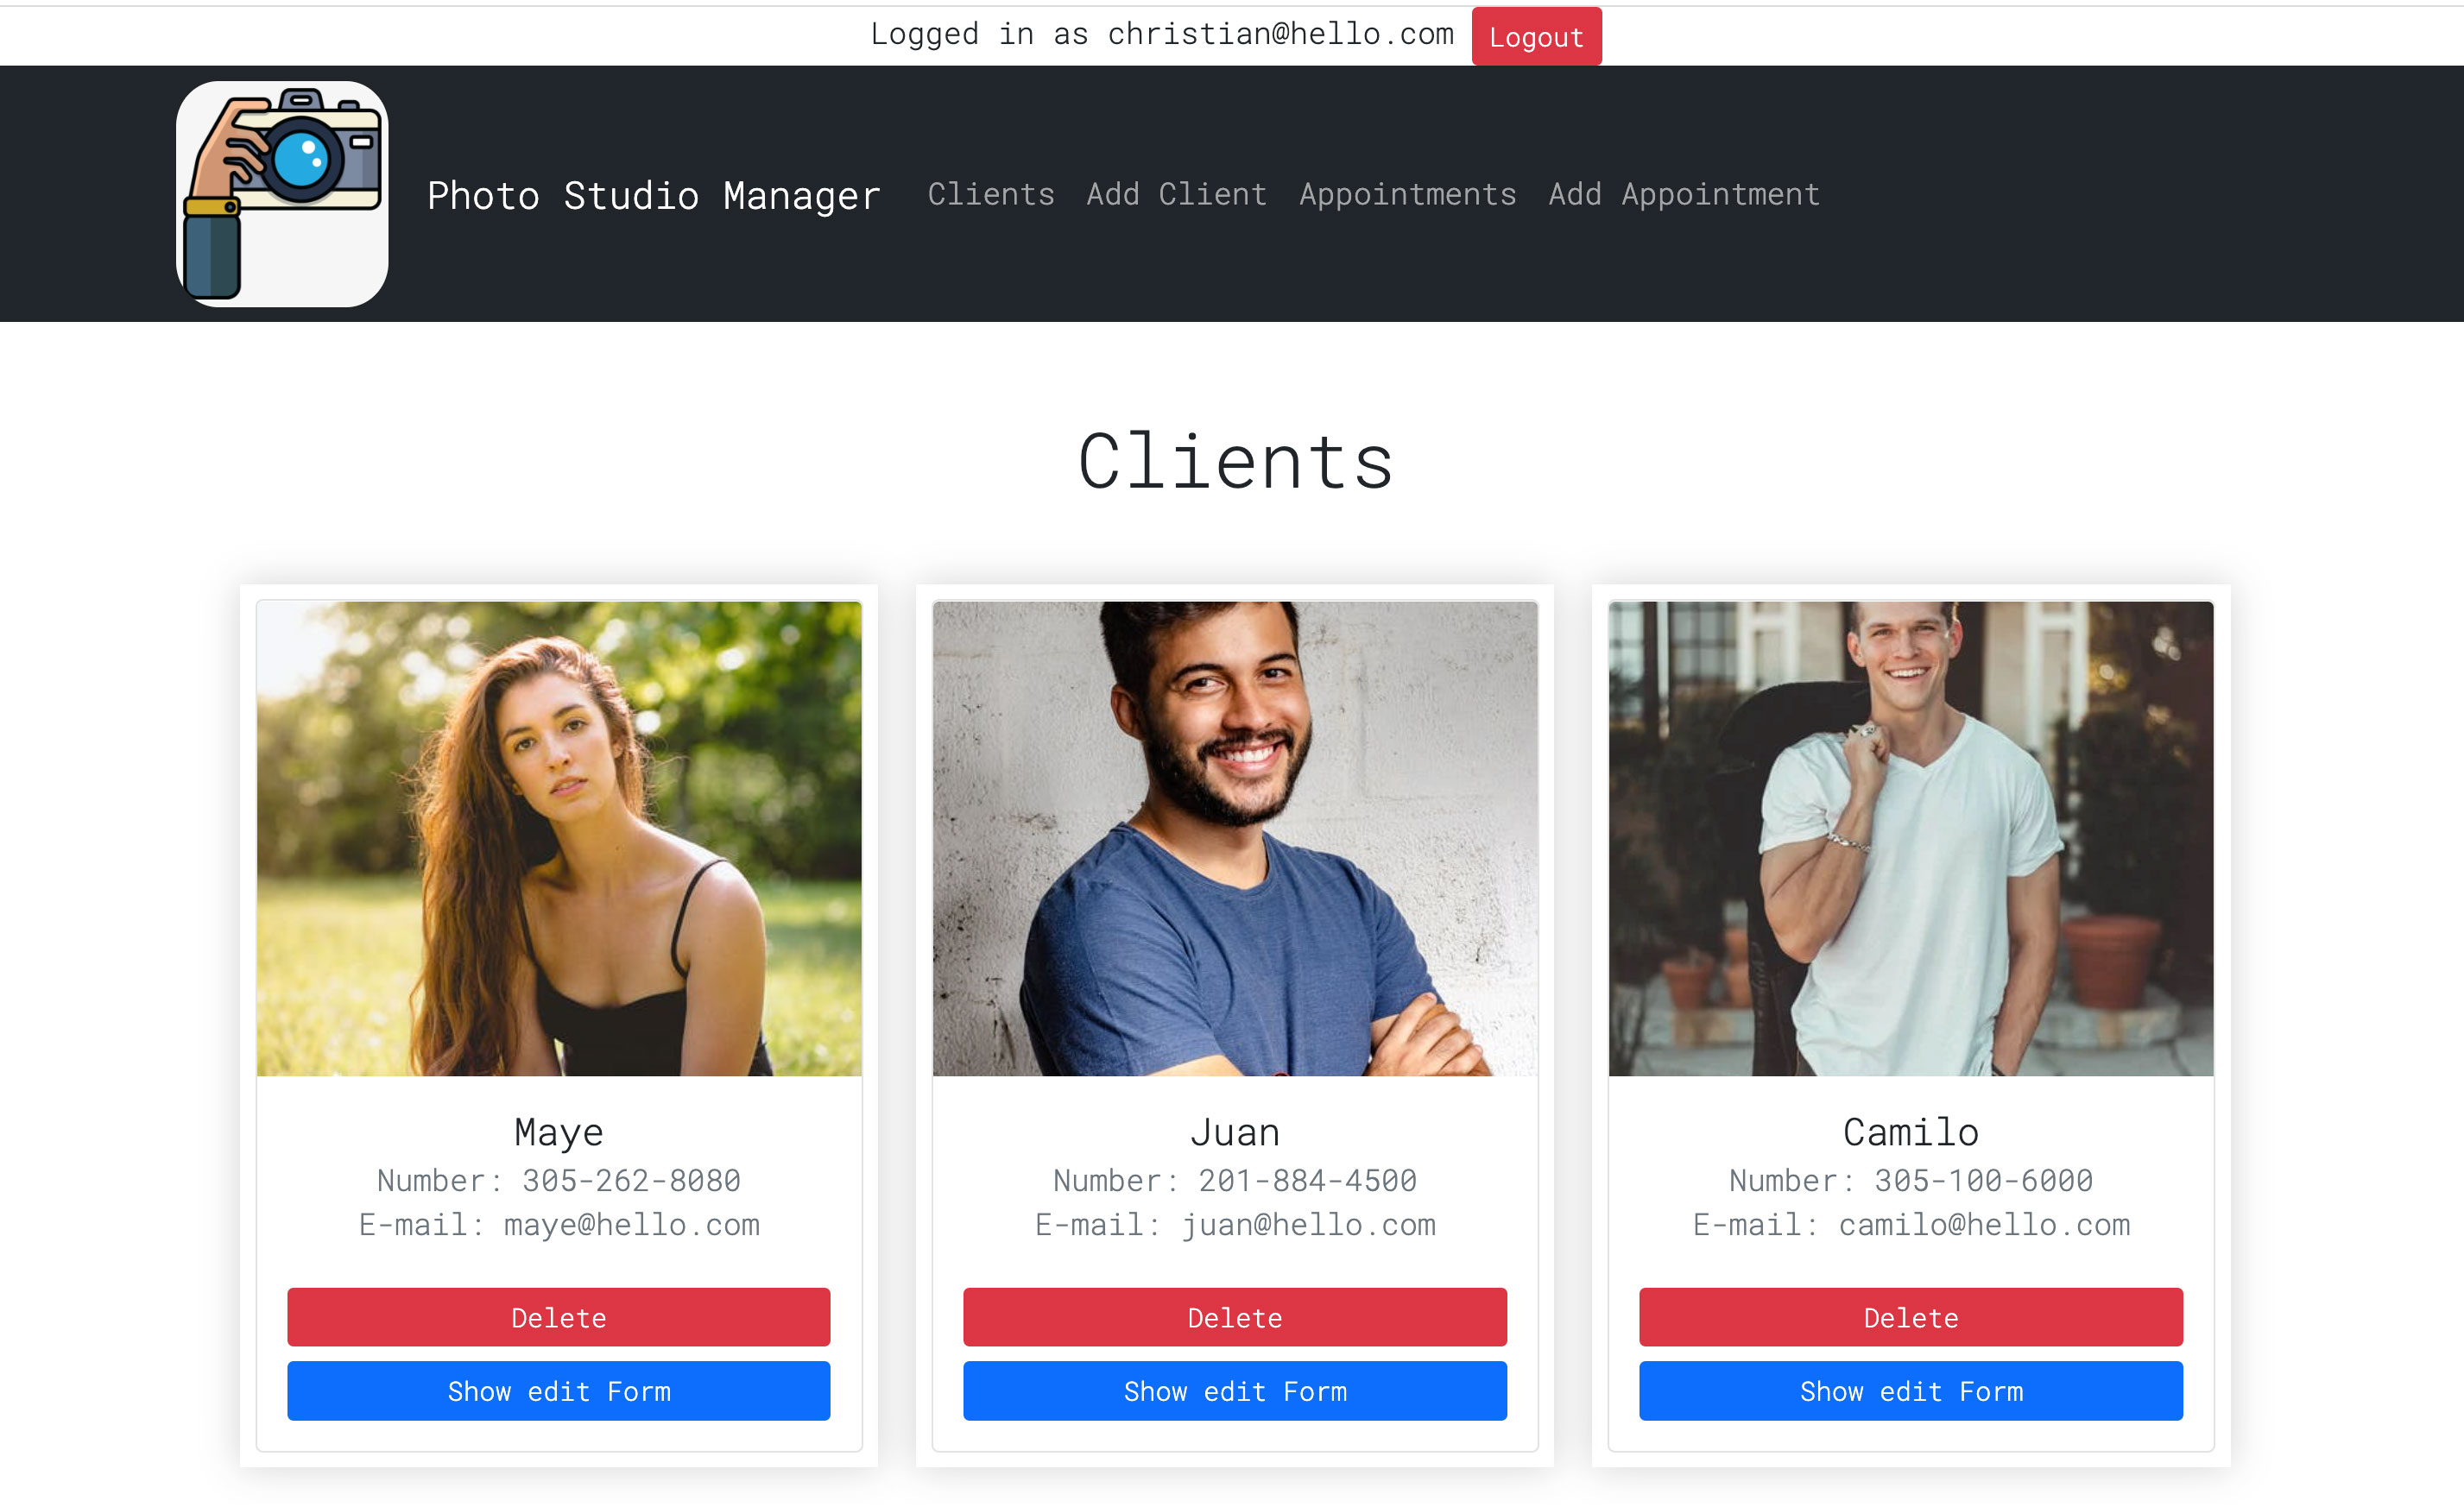 Logged in as christian@hello.com Logout
Photo Studio Manager Clients Add Client Appointments Add Appointment
Clients
Maye
Number: 305-262-8080
E-mail: maye@hello.com
Delete
Show edit Form
Juan
Number: 201-884-4500
E-mail: juan@hello.com
Delete
Show edit Form
Camilo
Number: 305-100-6000
E-mail: camilo@hello.com
Delete
Show edit Form